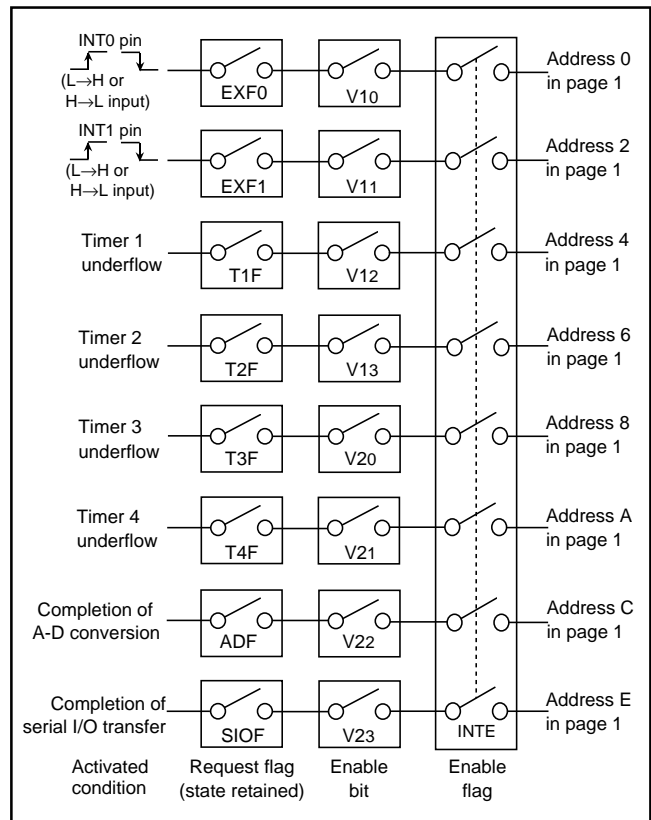 INT0 pin
(L→H or
H→L input)
EXF0
V10
Address 0
in page 1
INT1 pin
(L→H or
H→L input)
EXF1
V11
Address 2
in page 1
Timer 1
underflow
T1F
V12
Address 4
in page 1
Timer 2
underflow
T2F
V13
Address 6
in page 1
Timer 3
underflow
T3F
V20
Address 8
in page 1
Timer 4
underflow
T4F
V21
Address A
in page 1
Completion of
A-D conversion
ADF
V22
Address C
in page 1
Completion of
serial I/O transfer
SIOF
V23
INTE
Address E
in page 1
Activated
condition
Request flag
(state retained)
Enable
bit
Enable
flag